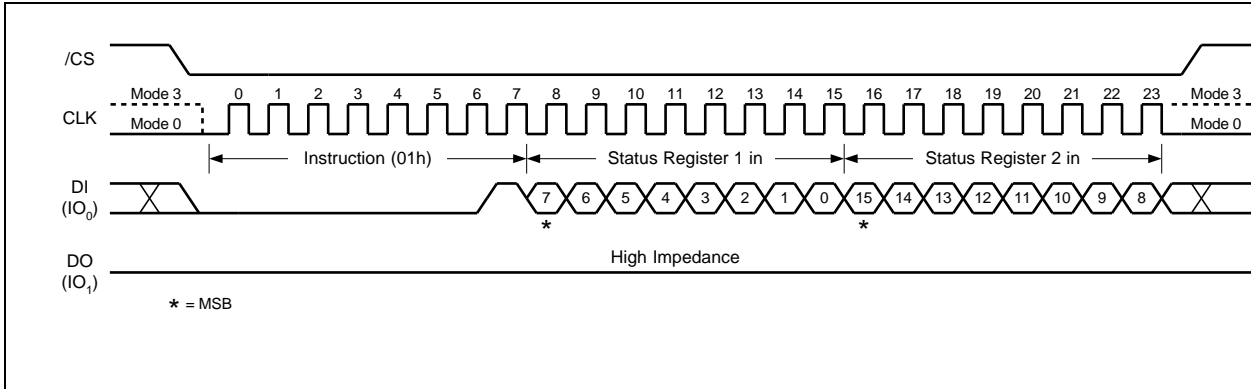 /CS
Mode 3 0 1 2 3 4 5 6 7 8 9 10 11 12 13 14 15 16 17 18 19 20 21 22 23 Mode 3
CLK
Mode 0 Mode 0
Instruction (01h) Status Register 1 in Status Register 2 in
DI
(IO0) 7 6 5 4 3 2 1 0 15 14 13 12 11 10 9 8
* *
DO High Impedance
(IO1)
* = MSB